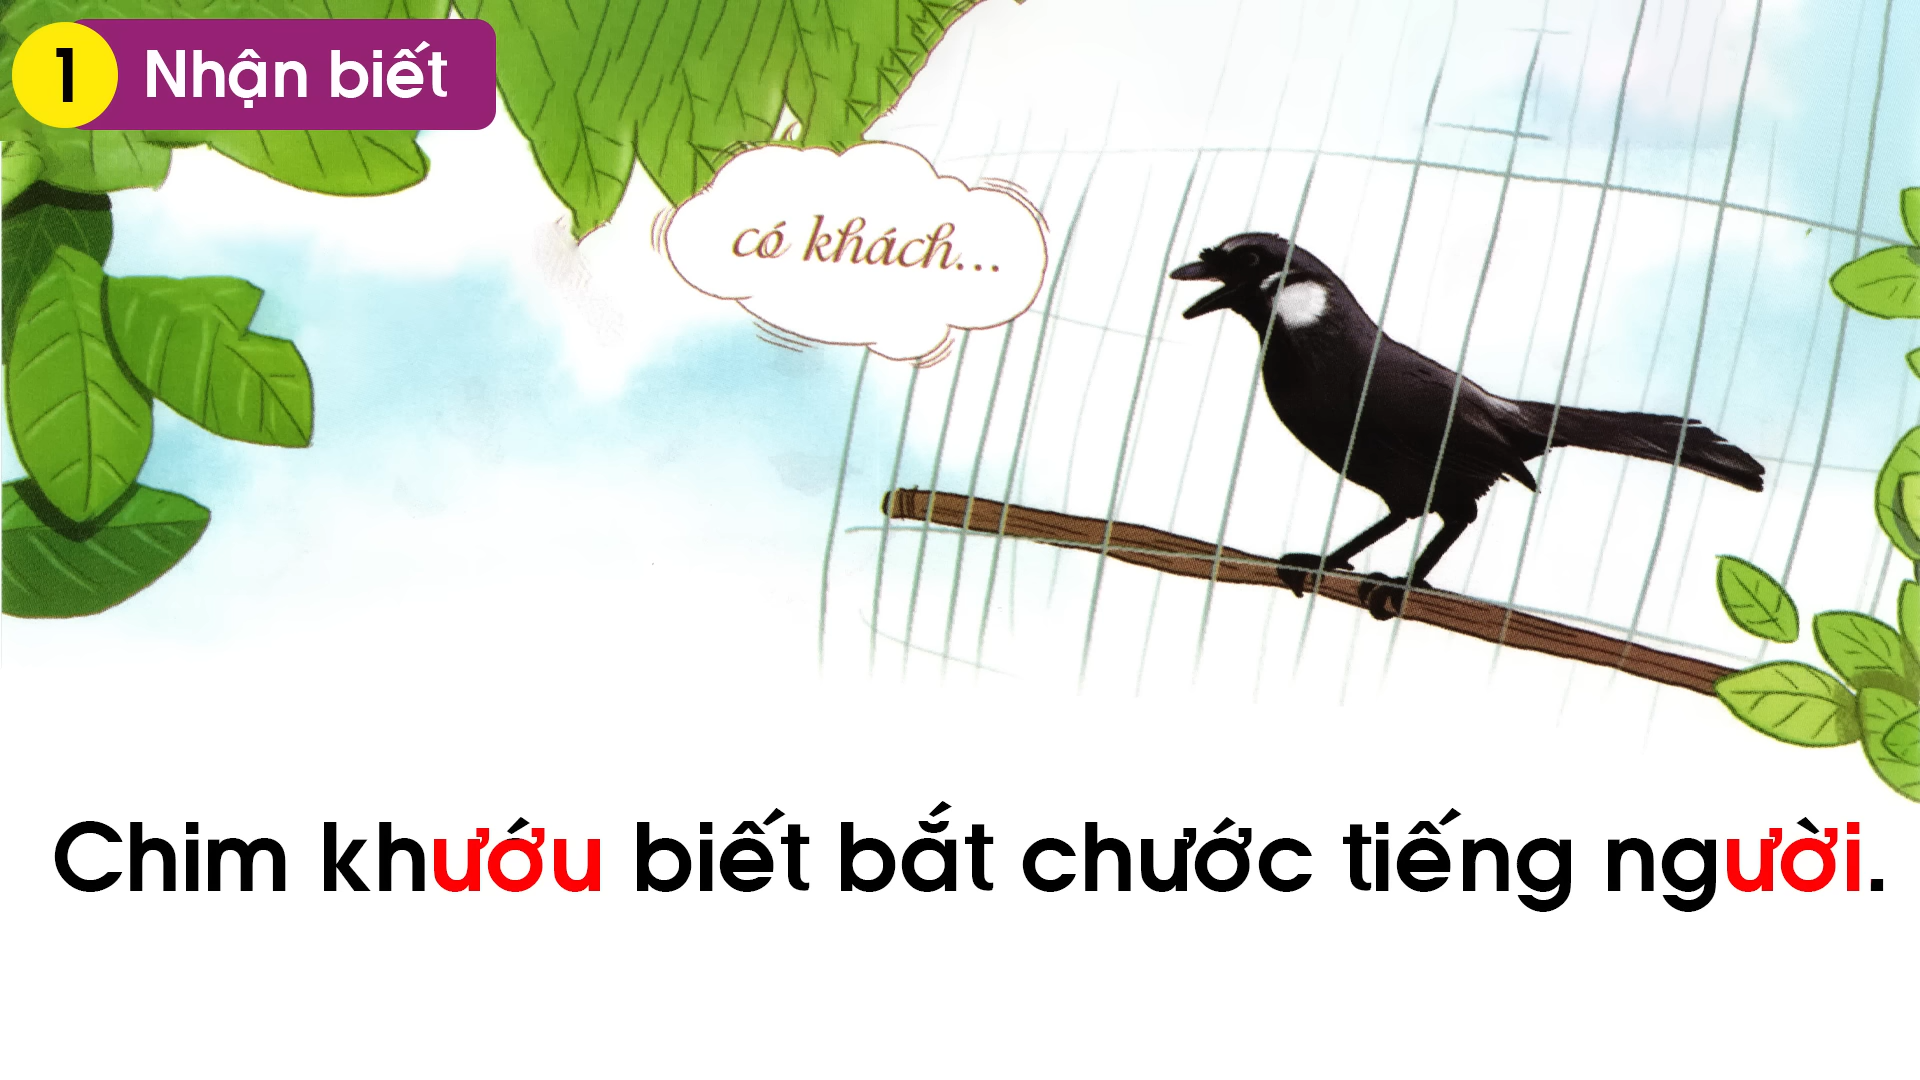 1 Nhận biết
có khách...
Chim khướu biết bắt chước tiếng người.